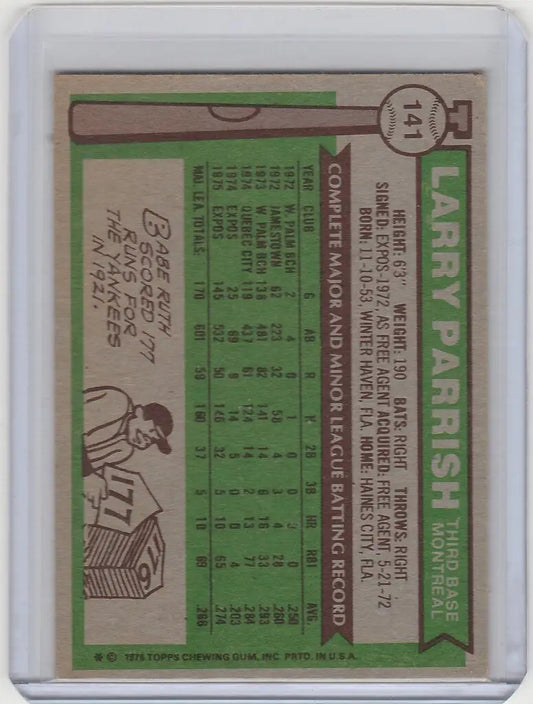 141
LARRY PARRISH
THIRD BASE
MONTREAL
HEIGHT: 6'3" WEIGHT: 190 BATS: RIGHT THROWS: RIGHT
SIGNED: EXPOS-1972, AS FREE AGENT ACQUIRED: FREE AGENT, 5-21-72
BORN: 11-10-53, WINTER HAVEN, FLA. HOME: HAINES CITY, FLA.
COMPLETE MAJOR AND MINOR LEAGUE BATTING RECORD
YEAR CLUB G AB R H 2B 3B HR RBI AVG.
1972 W. PALM BCH 2 4 0 1 0 0 0 0 .250
1972 JAMESTOWN 62 223 32 58 4 3 4 28 .260
1973 W. PALM BCH 138 481 82 141 14 6 16 33 .293
1974 QUEBEC CITY 119 437 61 124 14 2 13 77 .284
1974 EXPOS 25 69 9 14 5 0 0 4 .203
1975 EXPOS 145 532 50 146 32 5 10 65 .274
MAJ. LEA. TOTALS: 170 601 59 160 37 5 10 69 .266
BABE RUTH
SCORED 177
RUNS FOR
THE YANKEES
IN 1921.
177
176
* © 1976 TOPPS CHEWING GUM, INC. PRTD. IN U.S.A.